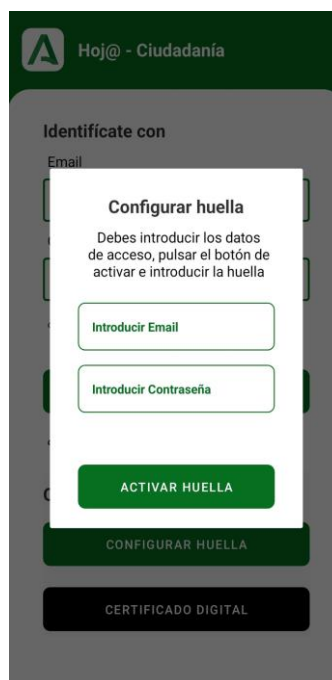 Hoj@ - Ciudadanía
Identifícate con
Email
Configurar huella
Debes introducir los datos
de acceso, pulsar el botón de
activar e introducir la huella
Introducir Email
Introducir Contraseña
ACTIVAR HUELLA
CONFIGURAR HUELLA
CERTIFICADO DIGITAL